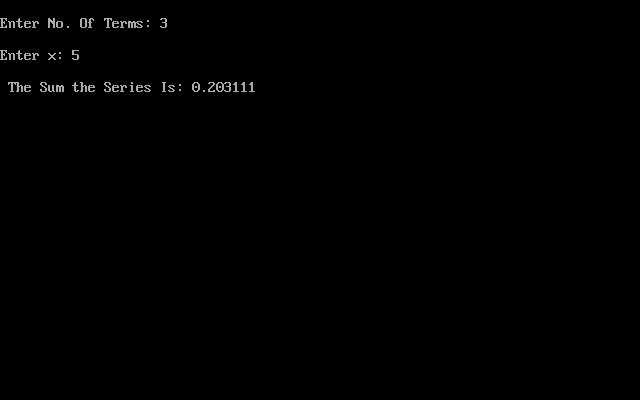 Enter No. Of Terms: 3
Enter x: 5
The Sum the Series Is: 0.203111